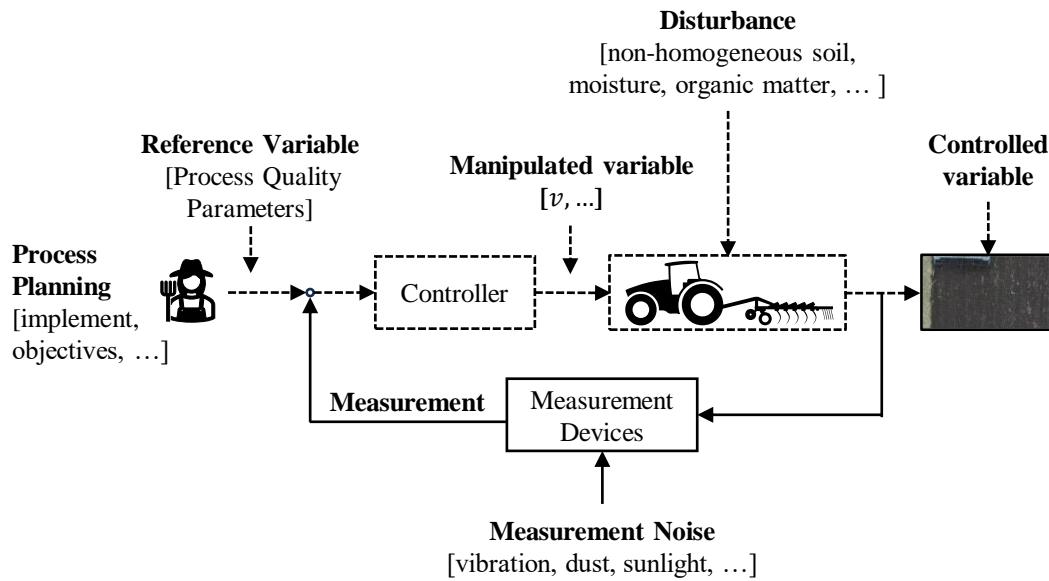 Disturbance
[non-homogeneous soil,
moisture, organic matter, … ]
Reference Variable
[Process Quality
Parameters]
Manipulated variable
[v, …]
Controlled
variable
Process
Planning
[implement,
objectives, …]
Controller
Measurement
Measurement
Devices
Measurement Noise
[vibration, dust, sunlight, …]